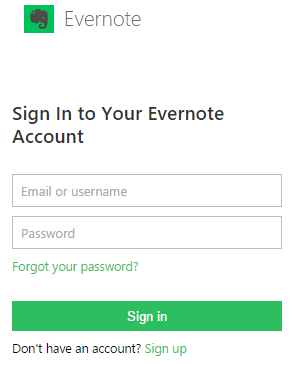 Evernote
Sign In to Your Evernote
Account
Email or username
Password
Forgot your password?
Sign in
Don't have an account? Sign up